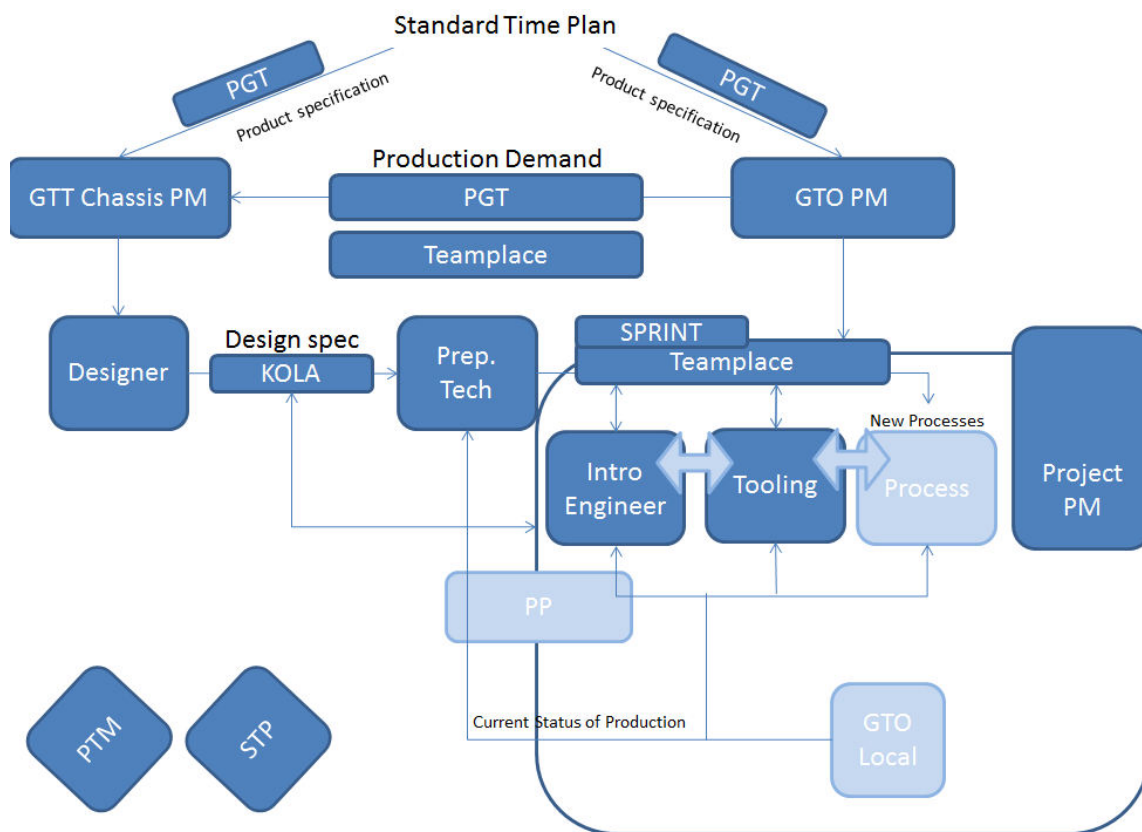 Standard Time Plan
PGT
Product specification
PGT
Product specification
GTT Chassis PM
Production Demand
PGT
Teamplace
GTO PM
Designer
Design spec
KOLA
Prep.
Tech
SPRINT
Teamplace
New Processes
Intro
Engineer
Tooling
Process
Project
PM
PP
PTM
STP
Current Status of Production
GTO
Local